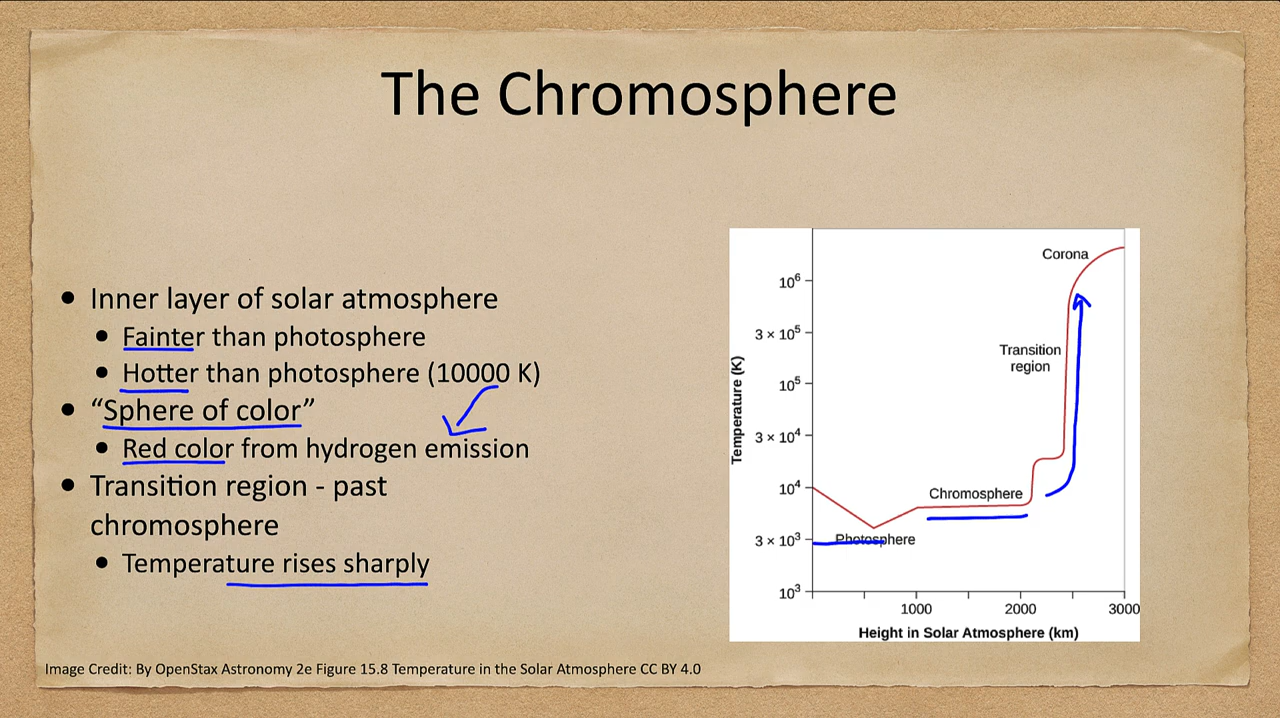 The Chromosphere
• Inner layer of solar atmosphere
• Fainter than photosphere
• Hotter than photosphere (10000 K)
• “Sphere of color”
• Red color from hydrogen emission
• Transition region - past
chromosphere
• Temperature rises sharply
Temperature (K)
10⁶
3 × 10⁵
10⁵
3 × 10⁴
10⁴
3 × 10³
10³
Corona
Transition
region
Chromosphere
Photosphere
1000
2000
3000
Height in Solar Atmosphere (km)
Image Credit: By OpenStax Astronomy 2e Figure 15.8 Temperature in the Solar Atmosphere CC BY 4.0